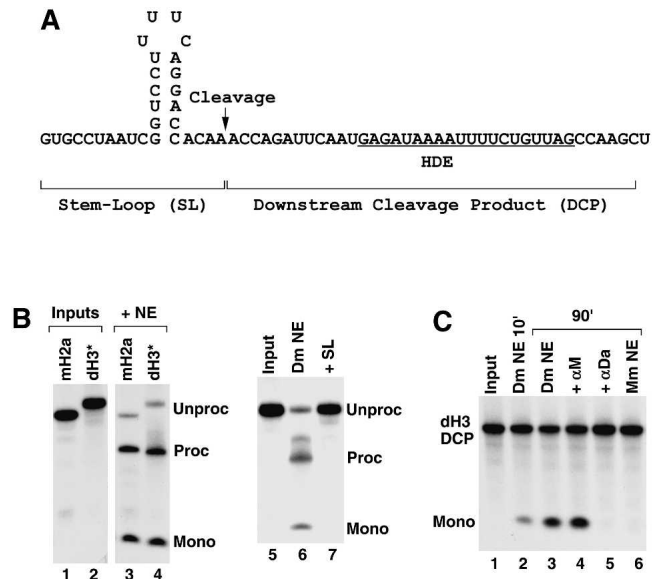 A
U U
U C
U A
C G
C G
U A
G C Cleavage
GUGCCUAAUCG C ACAAACCAGAUUCAAUGAGAUAAAAUUUUCUGUUAGCCAAGCU
HDE
Stem-Loop (SL) Downstream Cleavage Product (DCP)
B
Inputs + NE
mH2a dH3* mH2a dH3*
Unproc
Proc
Mono
1 2 3 4
Input Dm NE + SL
Unproc
Proc
Mono
5 6 7
C
90'
Input Dm NE 10' Dm NE + αM + αDa Mm NE
dH3
DCP
Mono
1 2 3 4 5 6